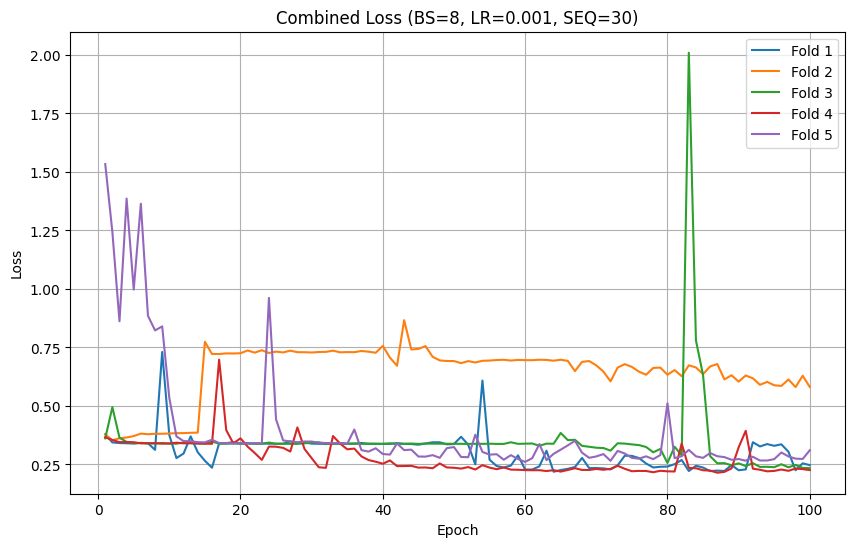 Combined Loss (BS=8, LR=0.001, SEQ=30)
Loss
2.00
1.75
1.50
1.25
1.00
0.75
0.50
0.25
Fold 1
Fold 2
Fold 3
Fold 4
Fold 5
0 20 40 60 80 100
Epoch